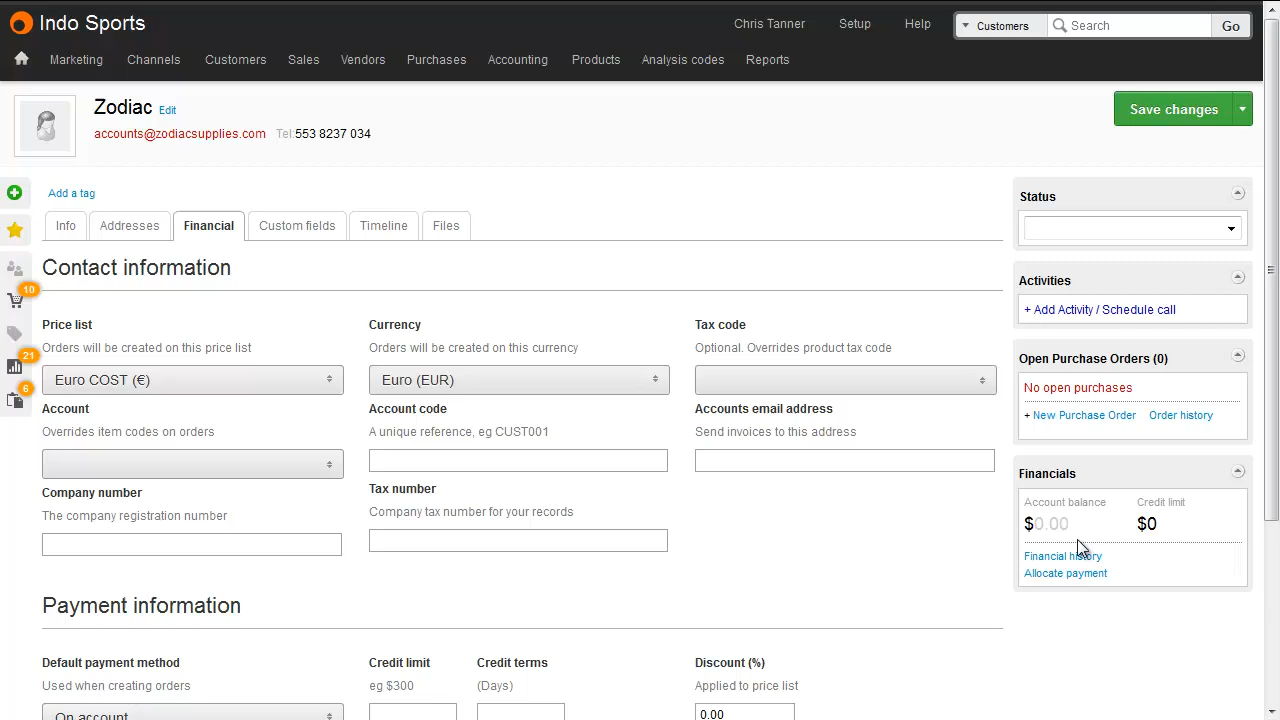 Indo Sports
Chris Tanner Setup Help Customers Search Go
Marketing Channels Customers Sales Vendors Purchases Accounting Products Analysis codes Reports
Zodiac Edit
accounts@zodiacsupplies.com Tel:553 8237 034
Save changes
Add a tag
Info Addresses Financial Custom fields Timeline Files
10
21
6
Contact information
Price list
Orders will be created on this price list
Euro COST (€)
Currency
Orders will be created on this currency
Euro (EUR)
Tax code
Optional. Overrides product tax code
Account
Overrides item codes on orders
Account code
A unique reference, eg CUST001
Accounts email address
Send invoices to this address
Company number
The company registration number
Tax number
Company tax number for your records
Payment information
Default payment method
Used when creating orders
On account
Credit limit
eg $300
Credit terms
(Days)
Discount (%)
Applied to price list
0.00
Status
Activities
+ Add Activity / Schedule call
Open Purchase Orders (0)
No open purchases
+ New Purchase Order Order history
Financials
Account balance Credit limit
$0.00 $0
Financial history
Allocate payment